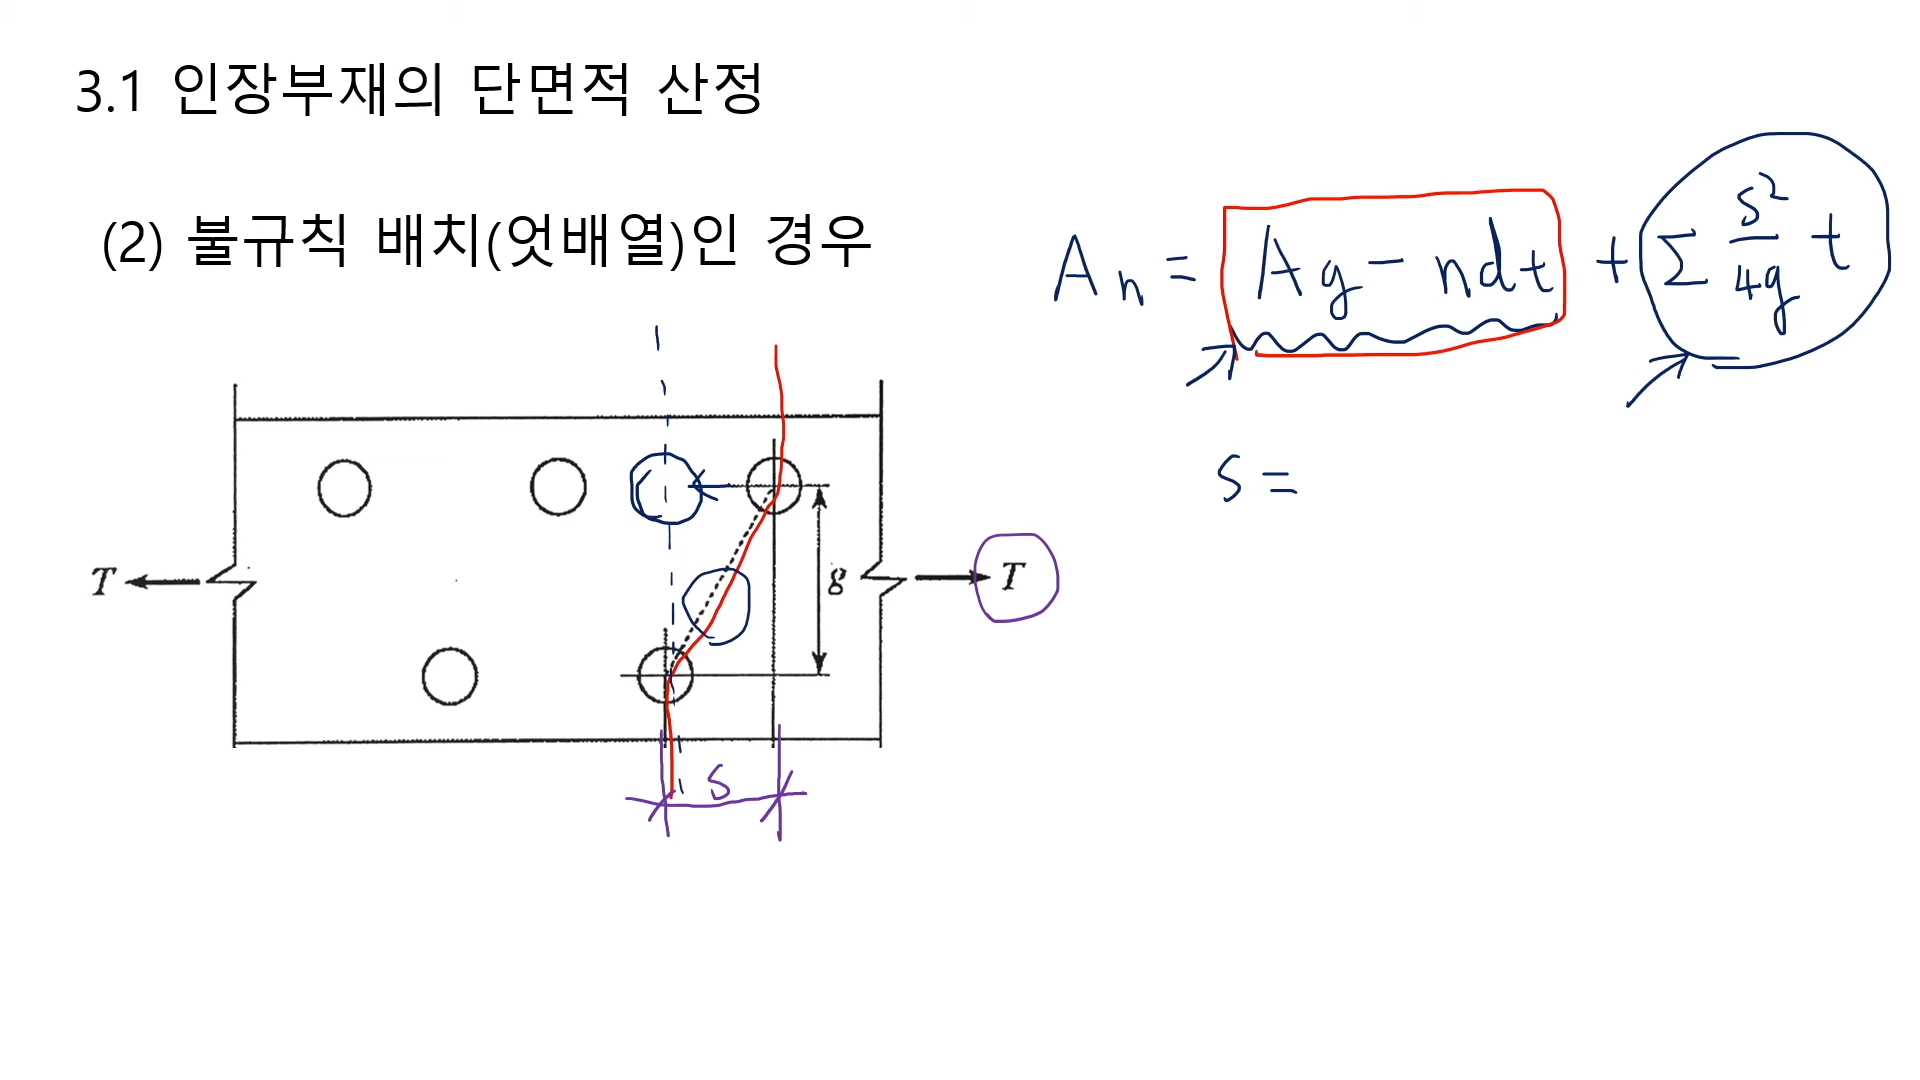 3.1 인장부재의 단면적 산정
(2) 불규칙 배치(엇배열)인 경우
An = Ag - ndt + Σ s²/4g t
s =
T
g
T
s